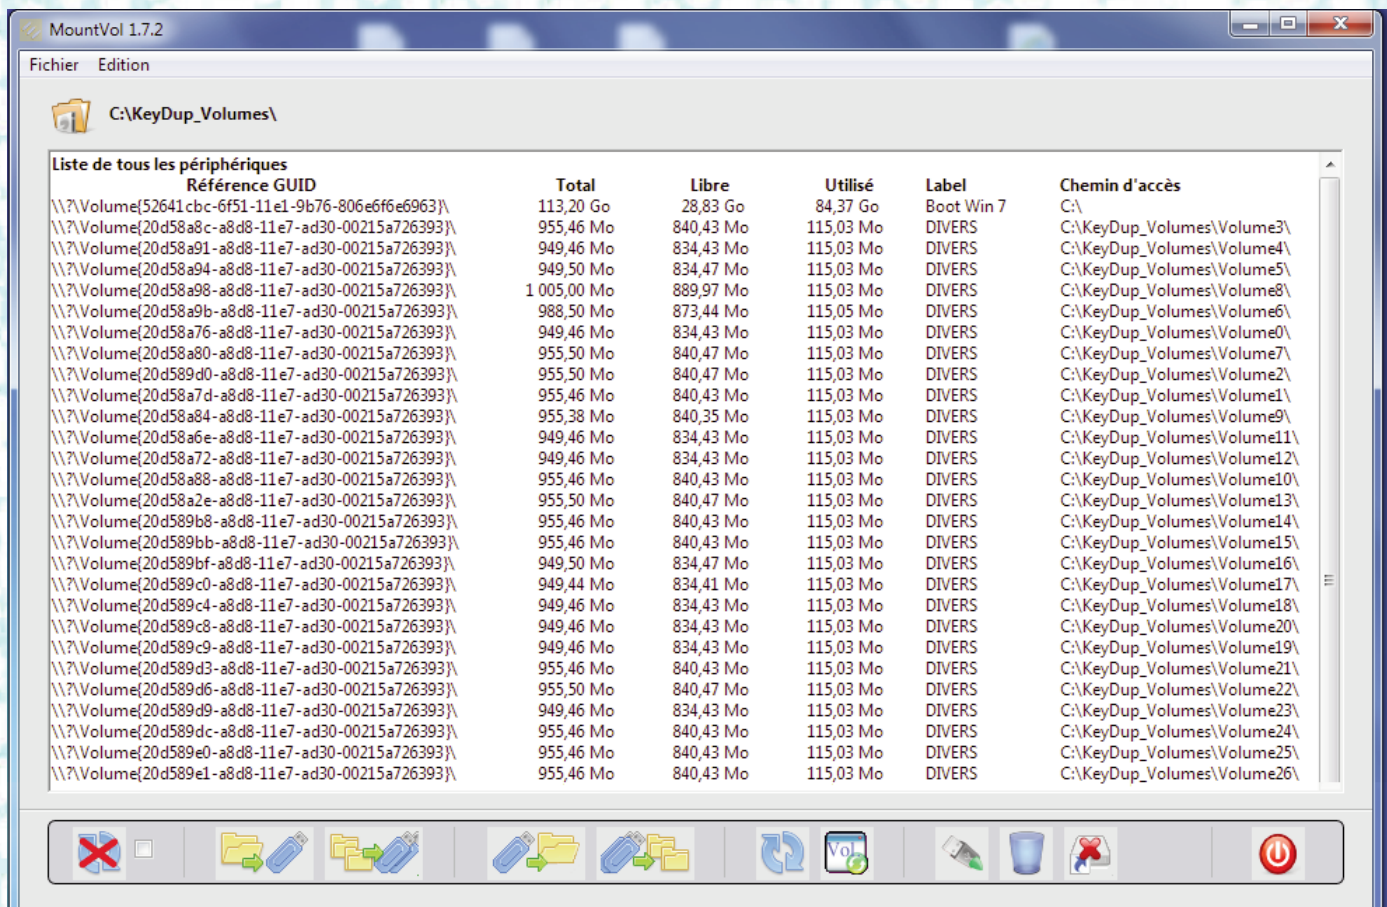 MountVol 1.7.2
Fichier Edition
C:\KeyDup_Volumes\
Liste de tous les périphériques
Référence GUID Total Libre Utilisé Label Chemin d'accès
\\?\Volume{52641cbc-6f51-11e1-9b76-806e6f6e6963}\ 113,20 Go 28,83 Go 84,37 Go Boot Win 7 C:\
\\?\Volume{20d58a8c-a8d8-11e7-ad30-00215a726393}\ 955,46 Mo 840,43 Mo 115,03 Mo DIVERS C:\KeyDup_Volumes\Volume3\
\\?\Volume{20d58a91-a8d8-11e7-ad30-00215a726393}\ 949,46 Mo 834,43 Mo 115,03 Mo DIVERS C:\KeyDup_Volumes\Volume4\
\\?\Volume{20d58a94-a8d8-11e7-ad30-00215a726393}\ 949,50 Mo 834,47 Mo 115,03 Mo DIVERS C:\KeyDup_Volumes\Volume5\
\\?\Volume{20d58a98-a8d8-11e7-ad30-00215a726393}\ 1 005,00 Mo 889,97 Mo 115,03 Mo DIVERS C:\KeyDup_Volumes\Volume8\
\\?\Volume{20d58a9b-a8d8-11e7-ad30-00215a726393}\ 988,50 Mo 873,44 Mo 115,05 Mo DIVERS C:\KeyDup_Volumes\Volume6\
\\?\Volume{20d58a76-a8d8-11e7-ad30-00215a726393}\ 949,46 Mo 834,43 Mo 115,03 Mo DIVERS C:\KeyDup_Volumes\Volume0\
\\?\Volume{20d58a80-a8d8-11e7-ad30-00215a726393}\ 955,50 Mo 840,47 Mo 115,03 Mo DIVERS C:\KeyDup_Volumes\Volume7\
\\?\Volume{20d589d0-a8d8-11e7-ad30-00215a726393}\ 955,50 Mo 840,47 Mo 115,03 Mo DIVERS C:\KeyDup_Volumes\Volume2\
\\?\Volume{20d58a7d-a8d8-11e7-ad30-00215a726393}\ 955,46 Mo 840,43 Mo 115,03 Mo DIVERS C:\KeyDup_Volumes\Volume1\
\\?\Volume{20d58a84-a8d8-11e7-ad30-00215a726393}\ 955,38 Mo 840,35 Mo 115,03 Mo DIVERS C:\KeyDup_Volumes\Volume9\
\\?\Volume{20d58a6e-a8d8-11e7-ad30-00215a726393}\ 949,46 Mo 834,43 Mo 115,03 Mo DIVERS C:\KeyDup_Volumes\Volume11\
\\?\Volume{20d58a72-a8d8-11e7-ad30-00215a726393}\ 949,46 Mo 834,43 Mo 115,03 Mo DIVERS C:\KeyDup_Volumes\Volume12\
\\?\Volume{20d58a88-a8d8-11e7-ad30-00215a726393}\ 955,46 Mo 840,43 Mo 115,03 Mo DIVERS C:\KeyDup_Volumes\Volume10\
\\?\Volume{20d58a2e-a8d8-11e7-ad30-00215a726393}\ 955,50 Mo 840,47 Mo 115,03 Mo DIVERS C:\KeyDup_Volumes\Volume13\
\\?\Volume{20d589b8-a8d8-11e7-ad30-00215a726393}\ 955,46 Mo 840,43 Mo 115,03 Mo DIVERS C:\KeyDup_Volumes\Volume14\
\\?\Volume{20d589bb-a8d8-11e7-ad30-00215a726393}\ 955,46 Mo 840,43 Mo 115,03 Mo DIVERS C:\KeyDup_Volumes\Volume15\
\\?\Volume{20d589bf-a8d8-11e7-ad30-00215a726393}\ 949,50 Mo 834,47 Mo 115,03 Mo DIVERS C:\KeyDup_Volumes\Volume16\
\\?\Volume{20d589c0-a8d8-11e7-ad30-00215a726393}\ 949,44 Mo 834,41 Mo 115,03 Mo DIVERS C:\KeyDup_Volumes\Volume17\
\\?\Volume{20d589c4-a8d8-11e7-ad30-00215a726393}\ 949,46 Mo 834,43 Mo 115,03 Mo DIVERS C:\KeyDup_Volumes\Volume18\
\\?\Volume{20d589c8-a8d8-11e7-ad30-00215a726393}\ 949,46 Mo 834,43 Mo 115,03 Mo DIVERS C:\KeyDup_Volumes\Volume20\
\\?\Volume{20d589c9-a8d8-11e7-ad30-00215a726393}\ 949,46 Mo 834,43 Mo 115,03 Mo DIVERS C:\KeyDup_Volumes\Volume19\
\\?\Volume{20d589d3-a8d8-11e7-ad30-00215a726393}\ 955,46 Mo 840,43 Mo 115,03 Mo DIVERS C:\KeyDup_Volumes\Volume21\
\\?\Volume{20d589d6-a8d8-11e7-ad30-00215a726393}\ 955,50 Mo 840,47 Mo 115,03 Mo DIVERS C:\KeyDup_Volumes\Volume22\
\\?\Volume{20d589d9-a8d8-11e7-ad30-00215a726393}\ 949,46 Mo 834,43 Mo 115,03 Mo DIVERS C:\KeyDup_Volumes\Volume23\
\\?\Volume{20d589dc-a8d8-11e7-ad30-00215a726393}\ 955,46 Mo 840,43 Mo 115,03 Mo DIVERS C:\KeyDup_Volumes\Volume24\
\\?\Volume{20d589e0-a8d8-11e7-ad30-00215a726393}\ 955,46 Mo 840,43 Mo 115,03 Mo DIVERS C:\KeyDup_Volumes\Volume25\
\\?\Volume{20d589e1-a8d8-11e7-ad30-00215a726393}\ 955,46 Mo 840,43 Mo 115,03 Mo DIVERS C:\KeyDup_Volumes\Volume26\
Vol